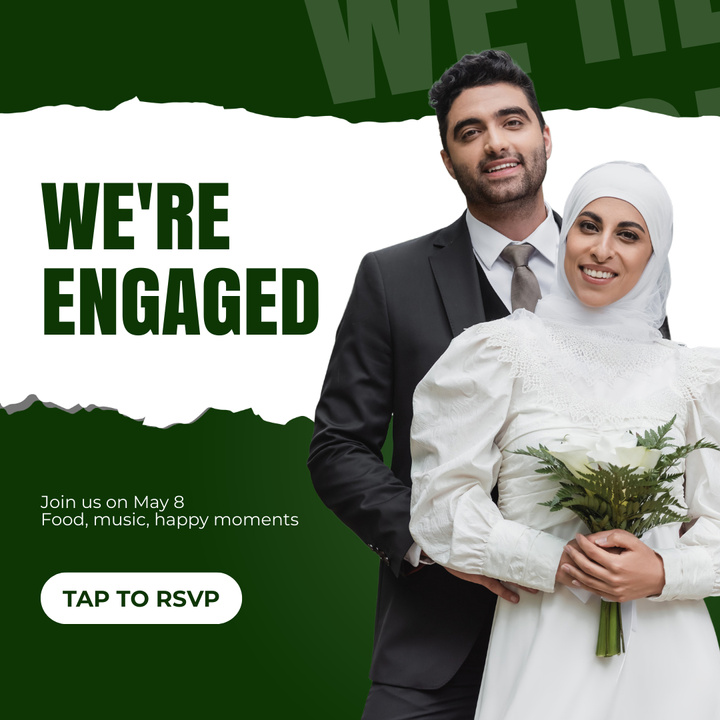 WE'RE
ENGAGED
Join us on May 8
Food, music, happy moments
TAP TO RSVP